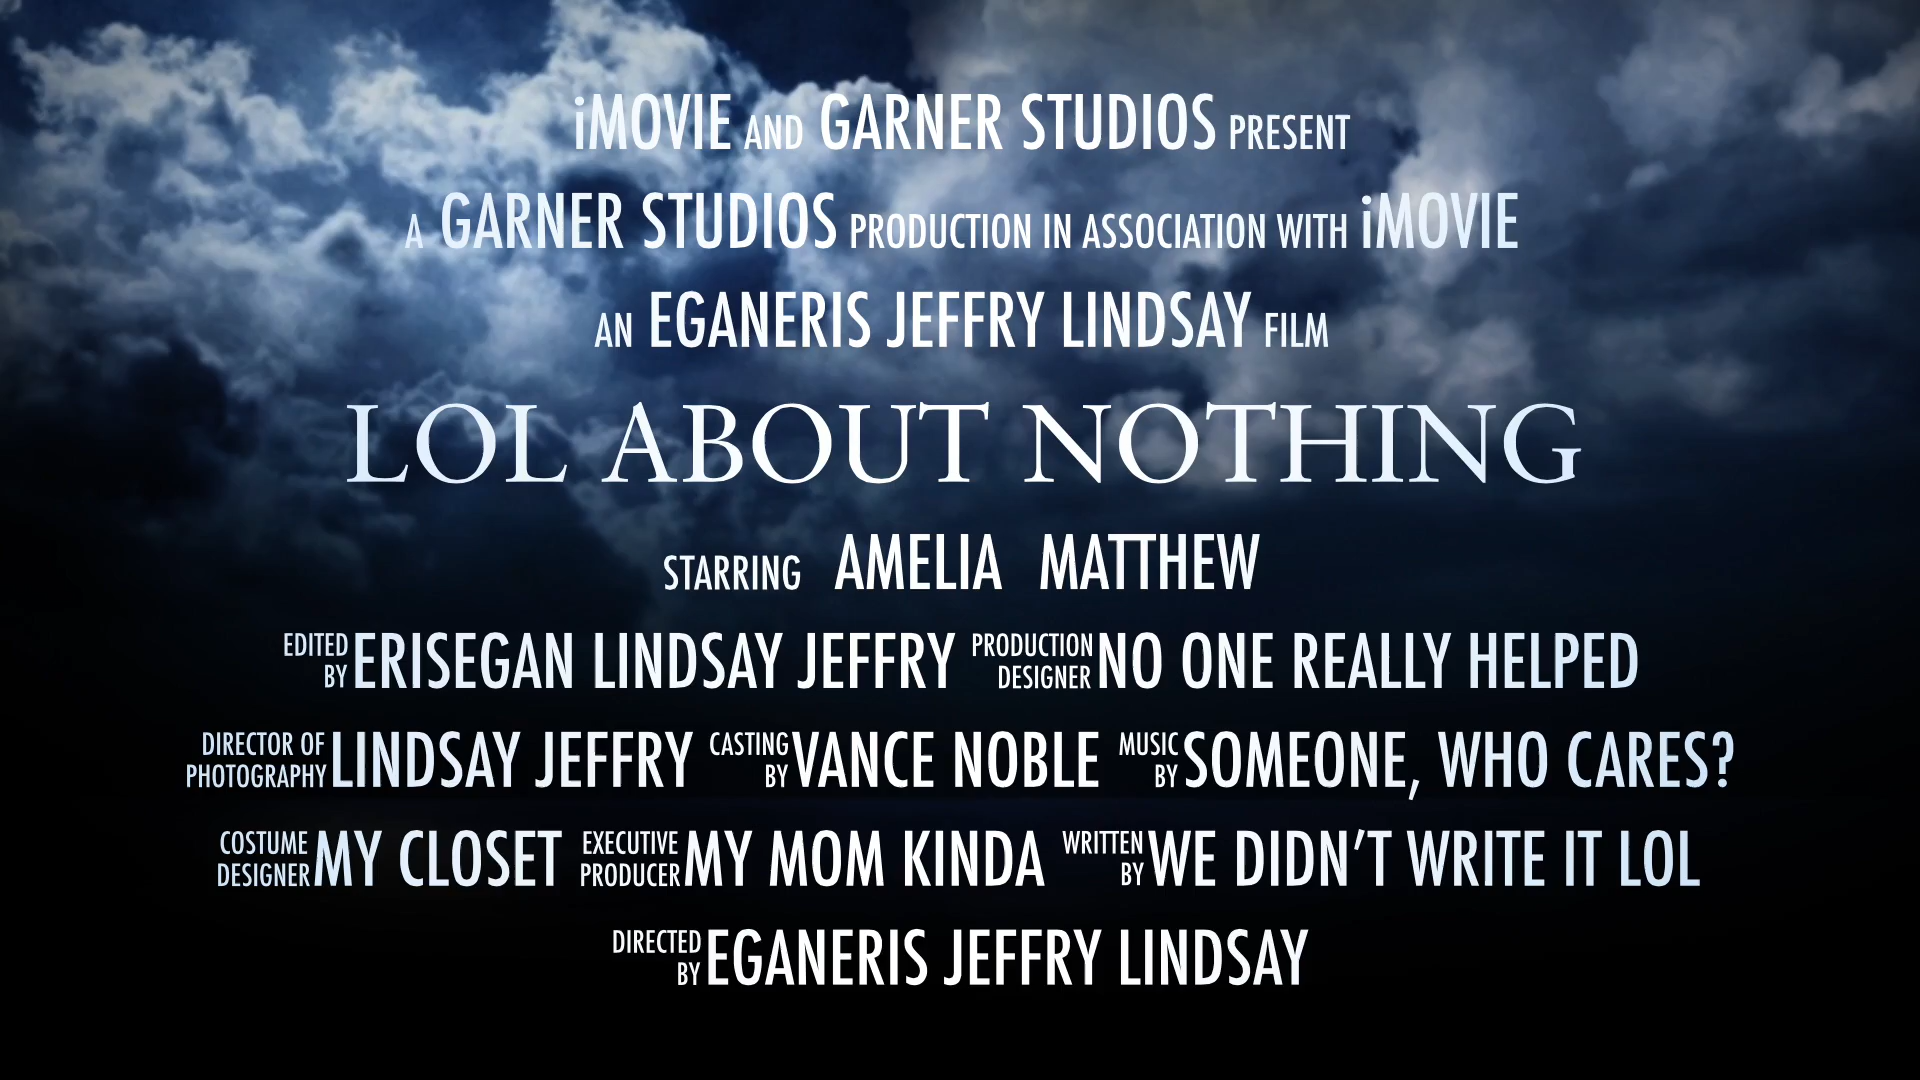 iMOVIE AND GARNER STUDIOS PRESENT
A GARNER STUDIOS PRODUCTION IN ASSOCIATION WITH iMOVIE
AN EGANERIS JEFFRY LINDSAY FILM
LOL ABOUT NOTHING
STARRING AMELIA MATTHEW
EDITED BY ERISEGAN LINDSAY JEFFRY PRODUCTION DESIGNER NO ONE REALLY HELPED
DIRECTOR OF PHOTOGRAPHY LINDSAY JEFFRY CASTING BY VANCE NOBLE MUSIC BY SOMEONE, WHO CARES?
COSTUME DESIGNER MY CLOSET EXECUTIVE PRODUCER MY MOM KINDA WRITTEN BY WE DIDN'T WRITE IT LOL
DIRECTED BY EGANERIS JEFFRY LINDSAY